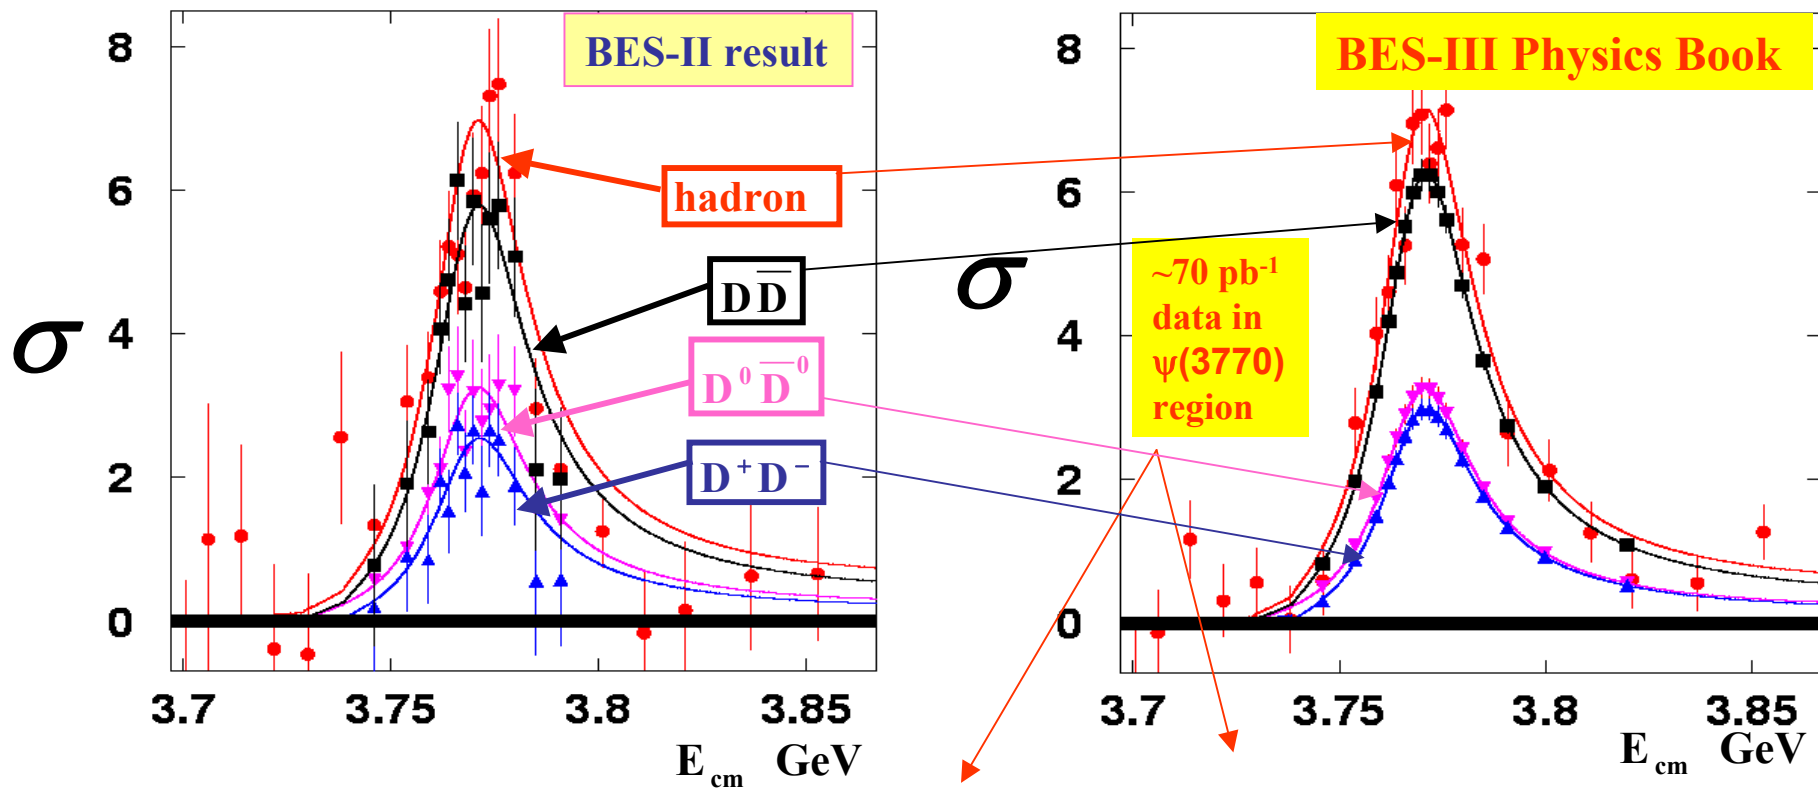 BES-II result
8
6
4
2
0
σ
hadron
D D̅
D⁰ D̅⁰
D⁺ D⁻
3.7 3.75 3.8 3.85
E cm GeV
BES-III Physics Book
8
6
4
2
0
σ
~70 pb⁻¹
data in
ψ(3770)
region
3.7 3.75 3.8 3.85
E cm GeV